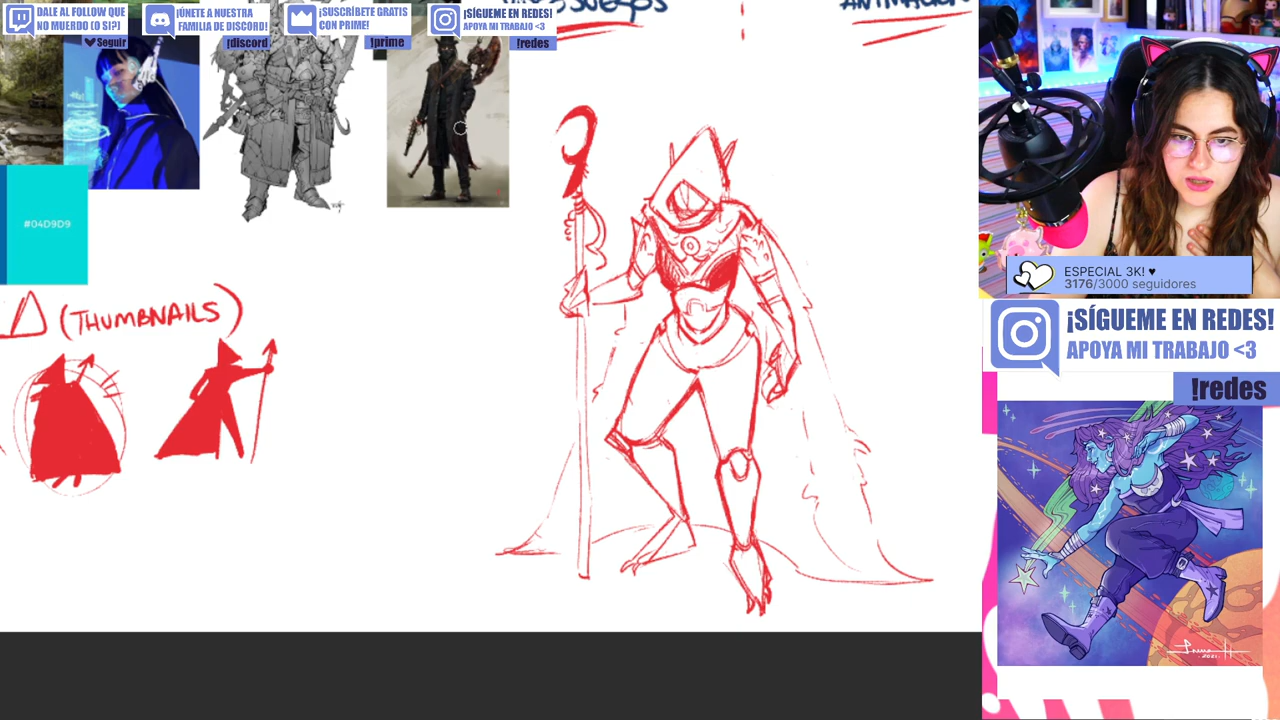 DALE AL FOLLOW QUE
NO MUERDO (O SI?!)
Seguir
¡ÚNETE A NUESTRA
FAMILIA DE DISCORD!
!discord
¡SUSCRÍBETE GRATIS
CON PRIME!
!prime
¡SÍGUEME EN REDES!
APOYA MI TRABAJO <3
!redes
#04D9D9
(THUMBNAILS)
ESPECIAL 3K! ♥
3176/3000 seguidores
¡SÍGUEME EN REDES!
APOYA MI TRABAJO <3
!redes
2021